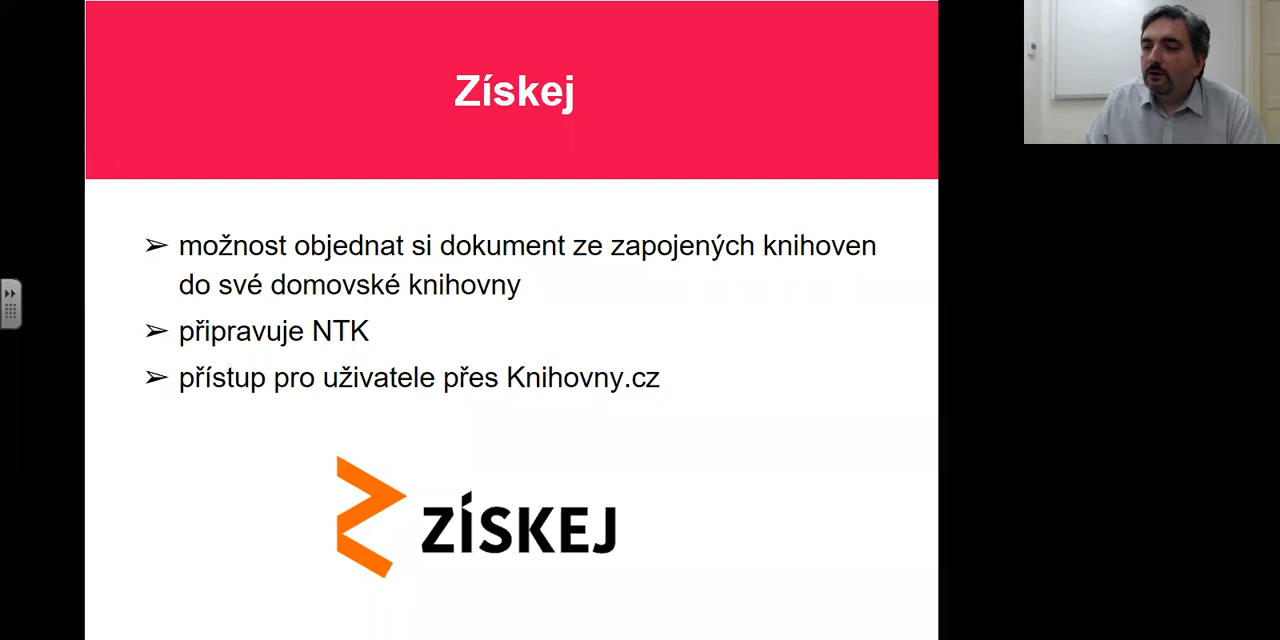 Získej
➢ možnost objednat si dokument ze zapojených knihoven
do své domovské knihovny
➢ připravuje NTK
➢ přístup pro uživatele přes Knihovny.cz
ZÍSKEJ